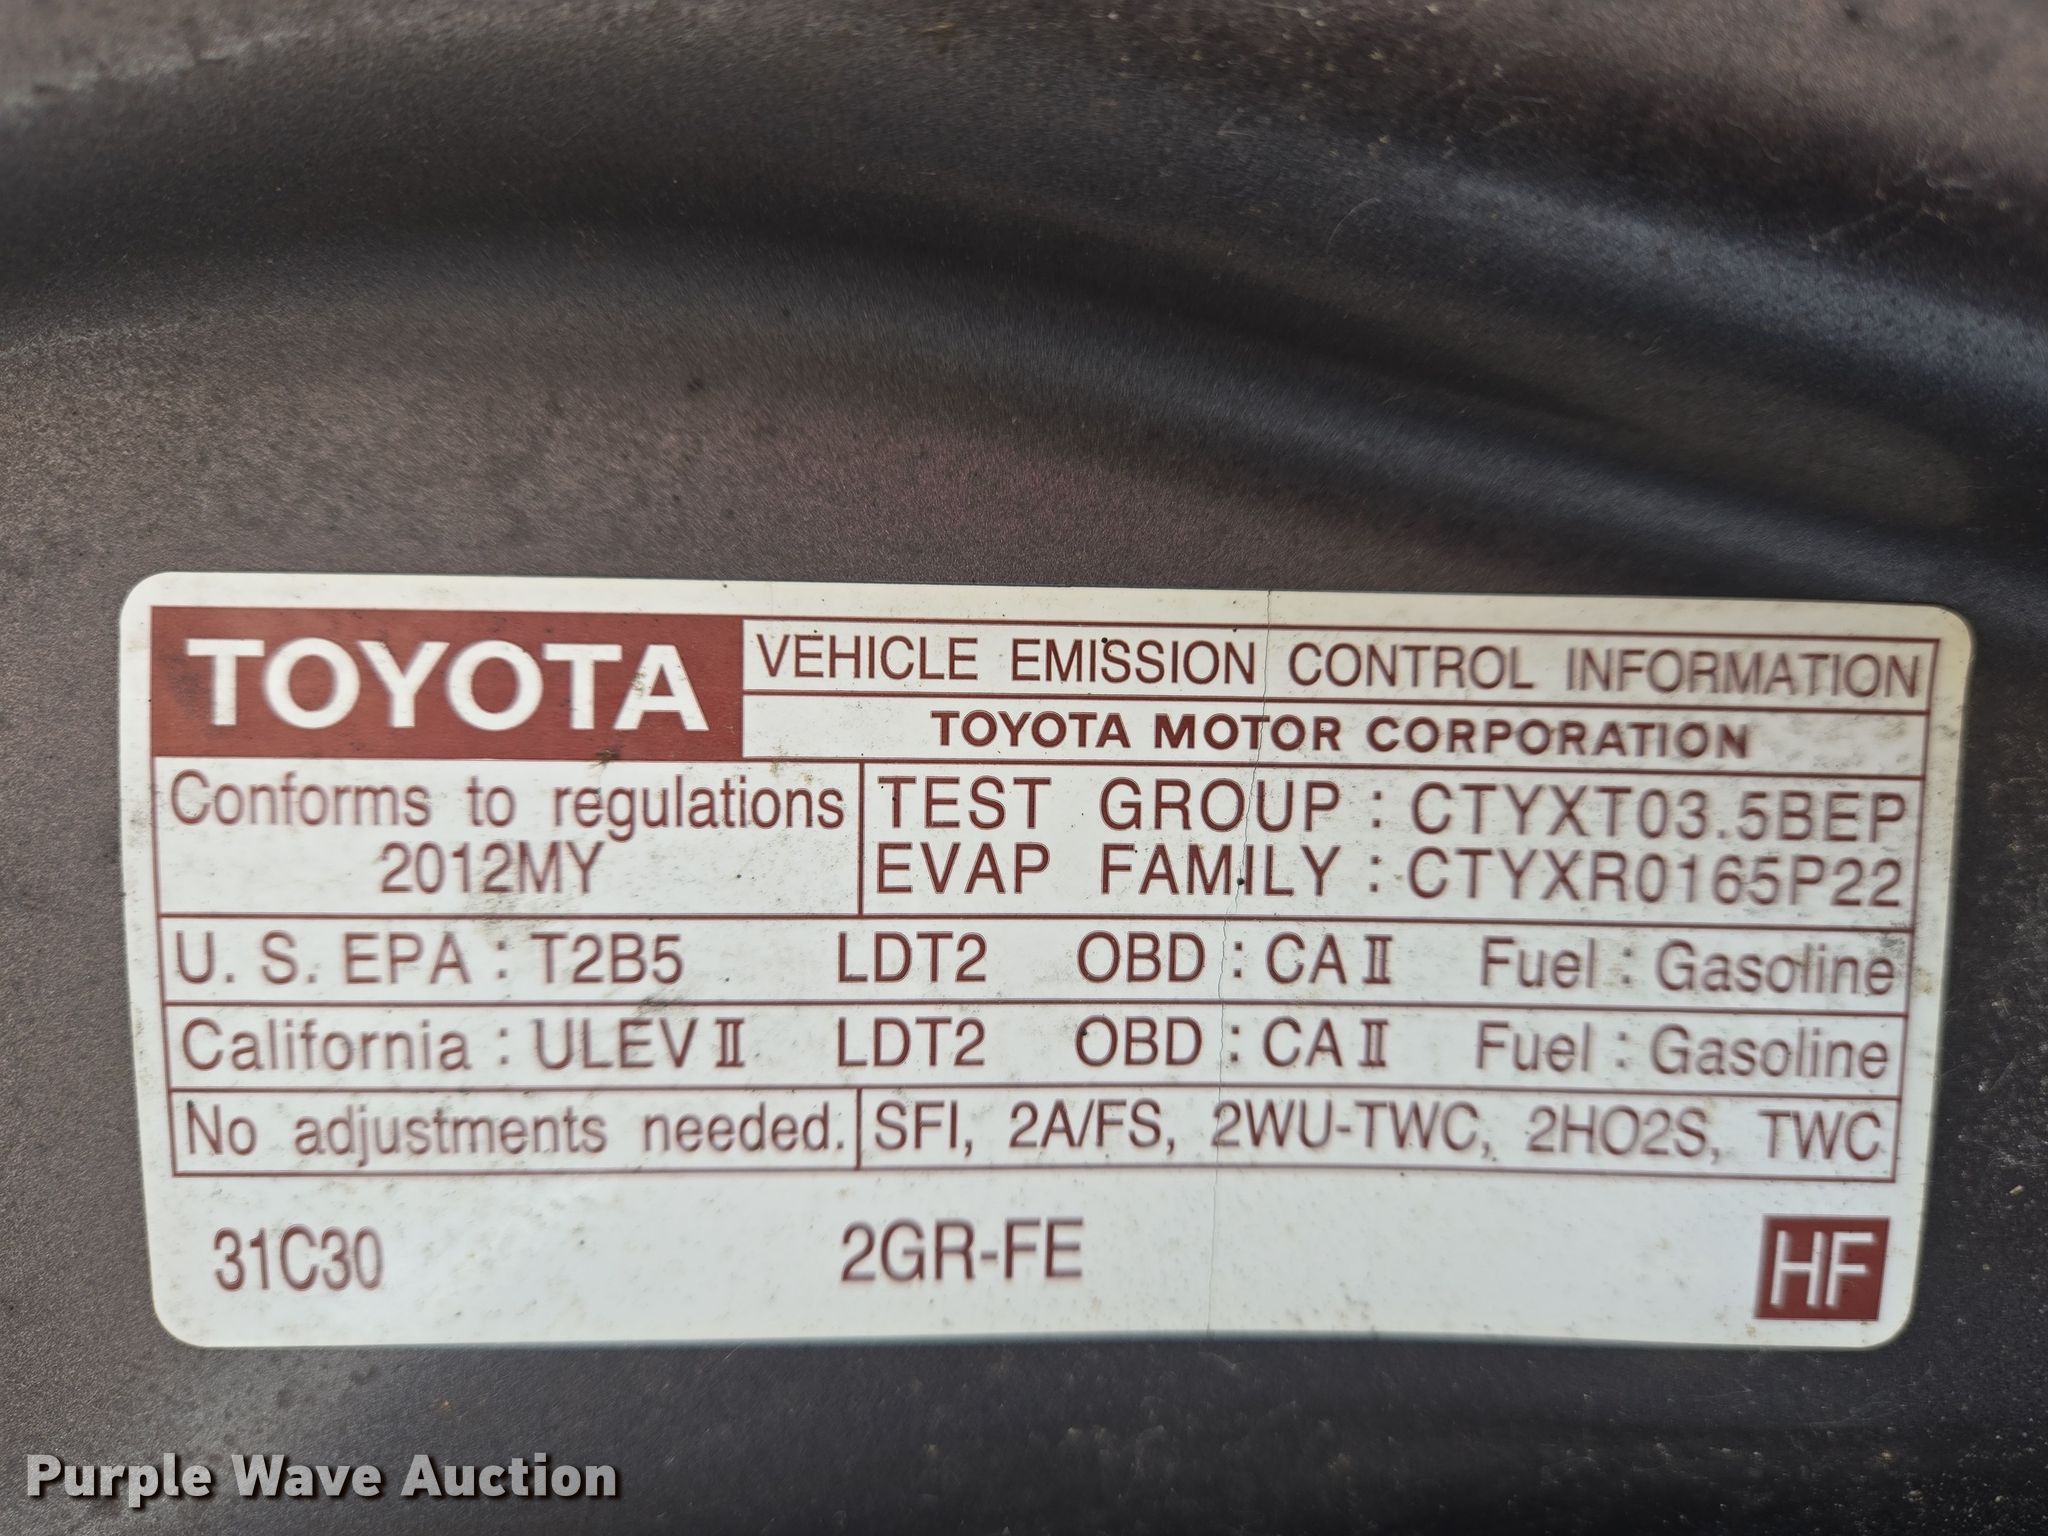 TOYOTA
VEHICLE EMISSION CONTROL INFORMATION
TOYOTA MOTOR CORPORATION
Conforms to regulations
2012MY
TEST GROUP : CTYXT03.5BEP
EVAP FAMILY : CTYXR0165P22
U. S. EPA : T2B5 LDT2 OBD : CA II Fuel : Gasoline
California : ULEV II LDT2 OBD : CA II Fuel : Gasoline
No adjustments needed. SFI, 2A/FS, 2WU-TWC, 2HO2S, TWC
31C30 2GR-FE HF
Purple Wave Auction